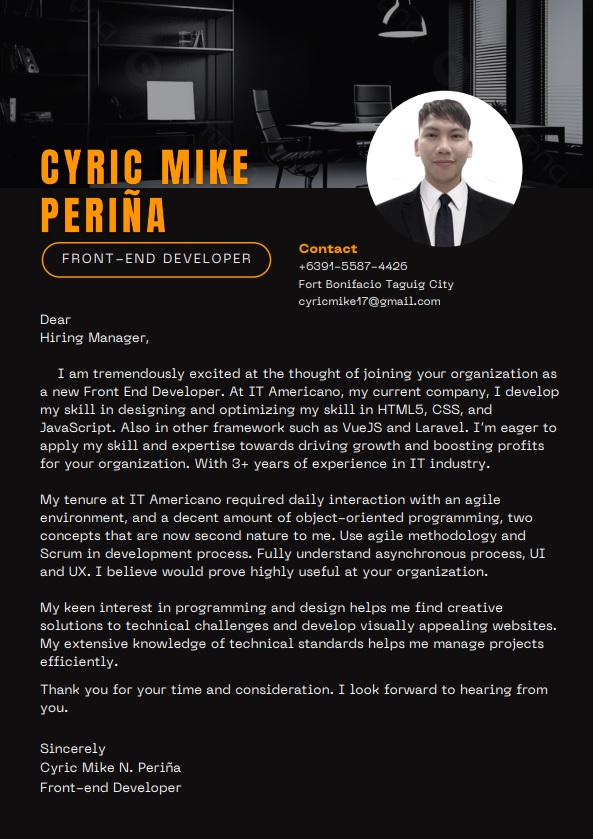 CYRIC MIKE
PERIÑA
FRONT-END DEVELOPER
Contact
+6391-5587-4426
Fort Bonifacio Taguig City
cyricmike17@gmail.com
Dear
Hiring Manager,
I am tremendously excited at the thought of joining your organization as
a new Front End Developer. At IT Americano, my current company, I develop
my skill in designing and optimizing my skill in HTML5, CSS, and
JavaScript. Also in other framework such as VueJS and Laravel. I'm eager to
apply my skill and expertise towards driving growth and boosting profits
for your organization. With 3+ years of experience in IT industry.
My tenure at IT Americano required daily interaction with an agile
environment, and a decent amount of object-oriented programming, two
concepts that are now second nature to me. Use agile methodology and
Scrum in development process. Fully understand asynchronous process, UI
and UX. I believe would prove highly useful at your organization.
My keen interest in programming and design helps me find creative
solutions to technical challenges and develop visually appealing websites.
My extensive knowledge of technical standards helps me manage projects
efficiently.
Thank you for your time and consideration. I look forward to hearing from
you.
Sincerely
Cyric Mike N. Periña
Front-end Developer